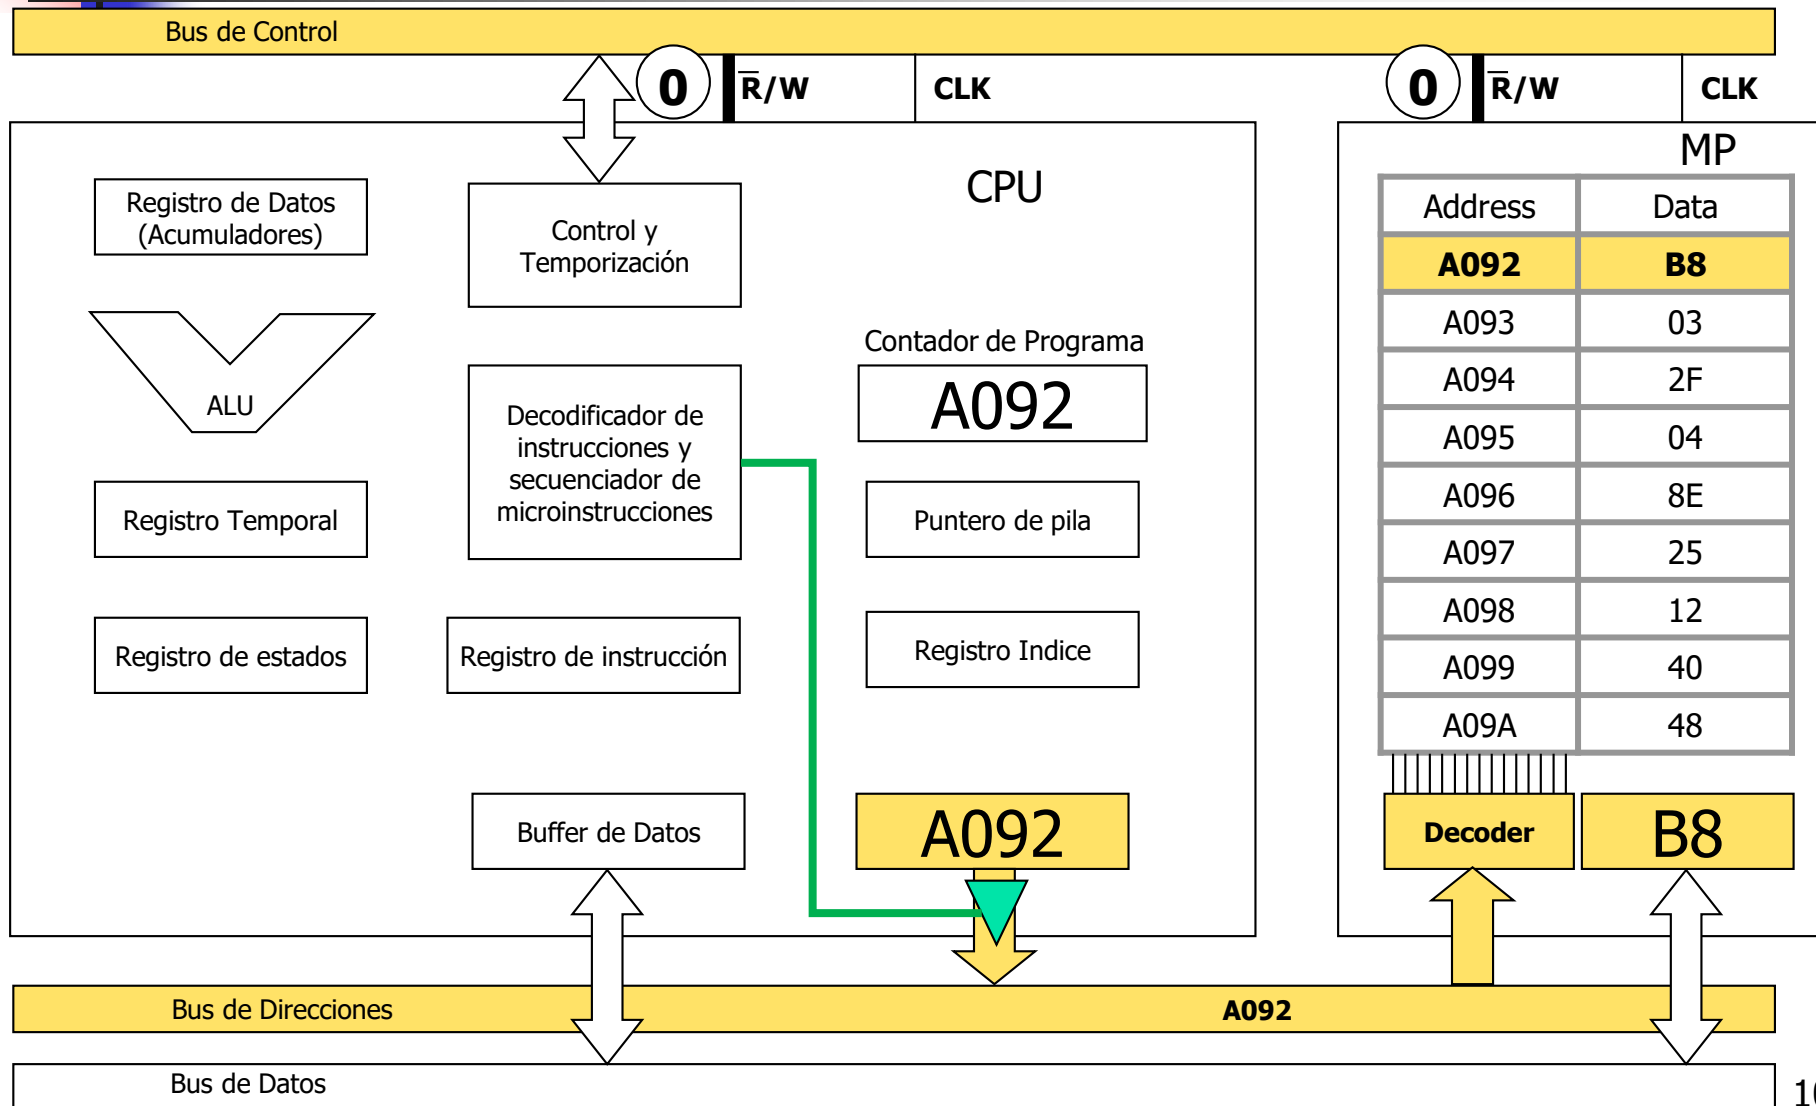 Bus de Control
0
R̅/W
CLK
0
R̅/W
CLK
CPU
MP
Registro de Datos
(Acumuladores)
Control y
Temporización
ALU
Decodificador de
instrucciones y
secuenciador de
microinstrucciones
Contador de Programa
A092
Registro Temporal
Puntero de pila
Registro de estados
Registro de instrucción
Registro Indice
Buffer de Datos
A092
Address Data
A092 B8
A093 03
A094 2F
A095 04
A096 8E
A097 25
A098 12
A099 40
A09A 48
Decoder
B8
Bus de Direcciones
A092
Bus de Datos